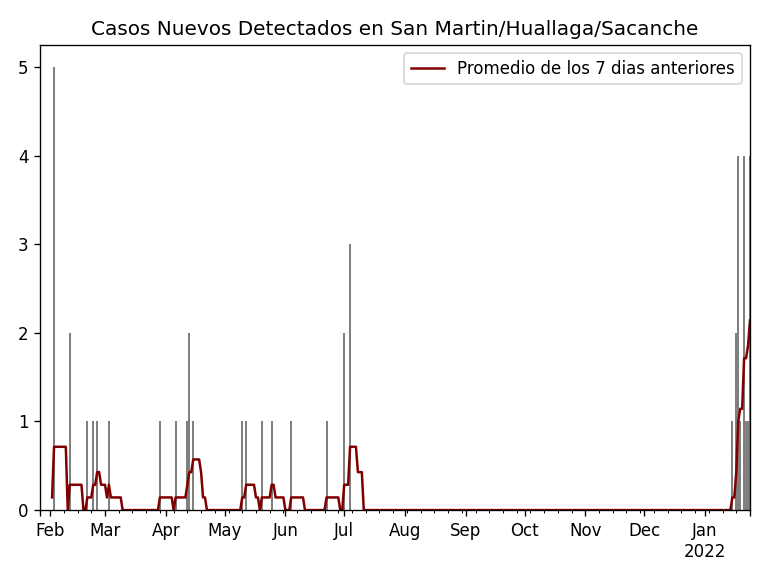 Casos Nuevos Detectados en San Martin/Huallaga/Sacanche
Promedio de los 7 dias anteriores
5
4
3
2
1
0
Feb Mar Apr May Jun Jul Aug Sep Oct Nov Dec Jan
2022